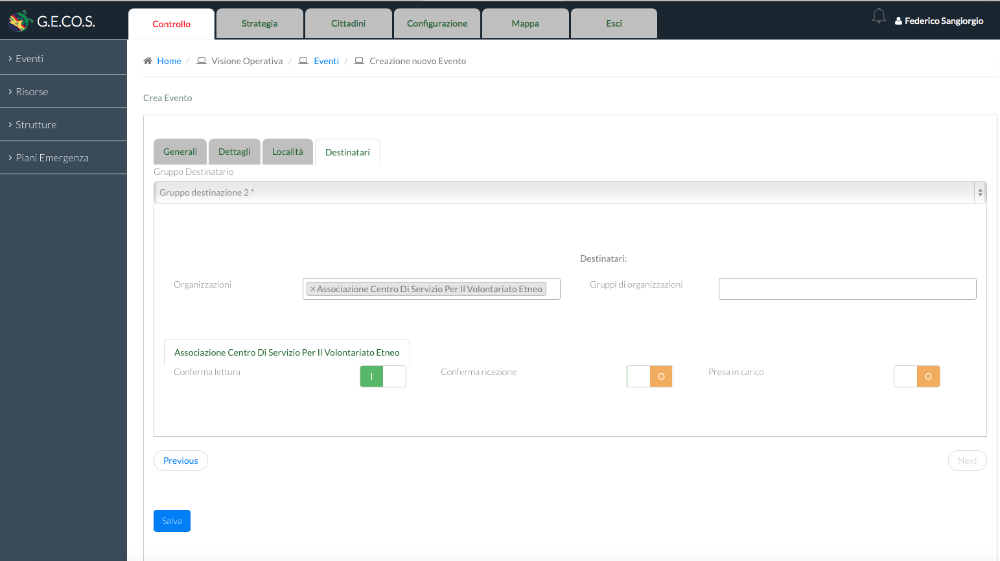 G.E.CO.S.
Controllo
Strategia
Cittadini
Configurazione
Mappa
Esci
Federico Sangiorgio
Eventi
Risorse
Strutture
Piani Emergenza
Home / Visione Operativa / Eventi / Creazione nuovo Evento
Crea Evento
Generali
Dettagli
Località
Destinatari
Gruppo Destinatario
Gruppo destinazione 2 *
Destinatari:
Organizzazioni
× Associazione Centro Di Servizio Per Il Volontariato Etneo
Gruppi di organizzazioni
Associazione Centro Di Servizio Per Il Volontariato Etneo
Conferma lettura
I
Conferma ricezione
O
Presa in carico
O
Previous
Next
Salva